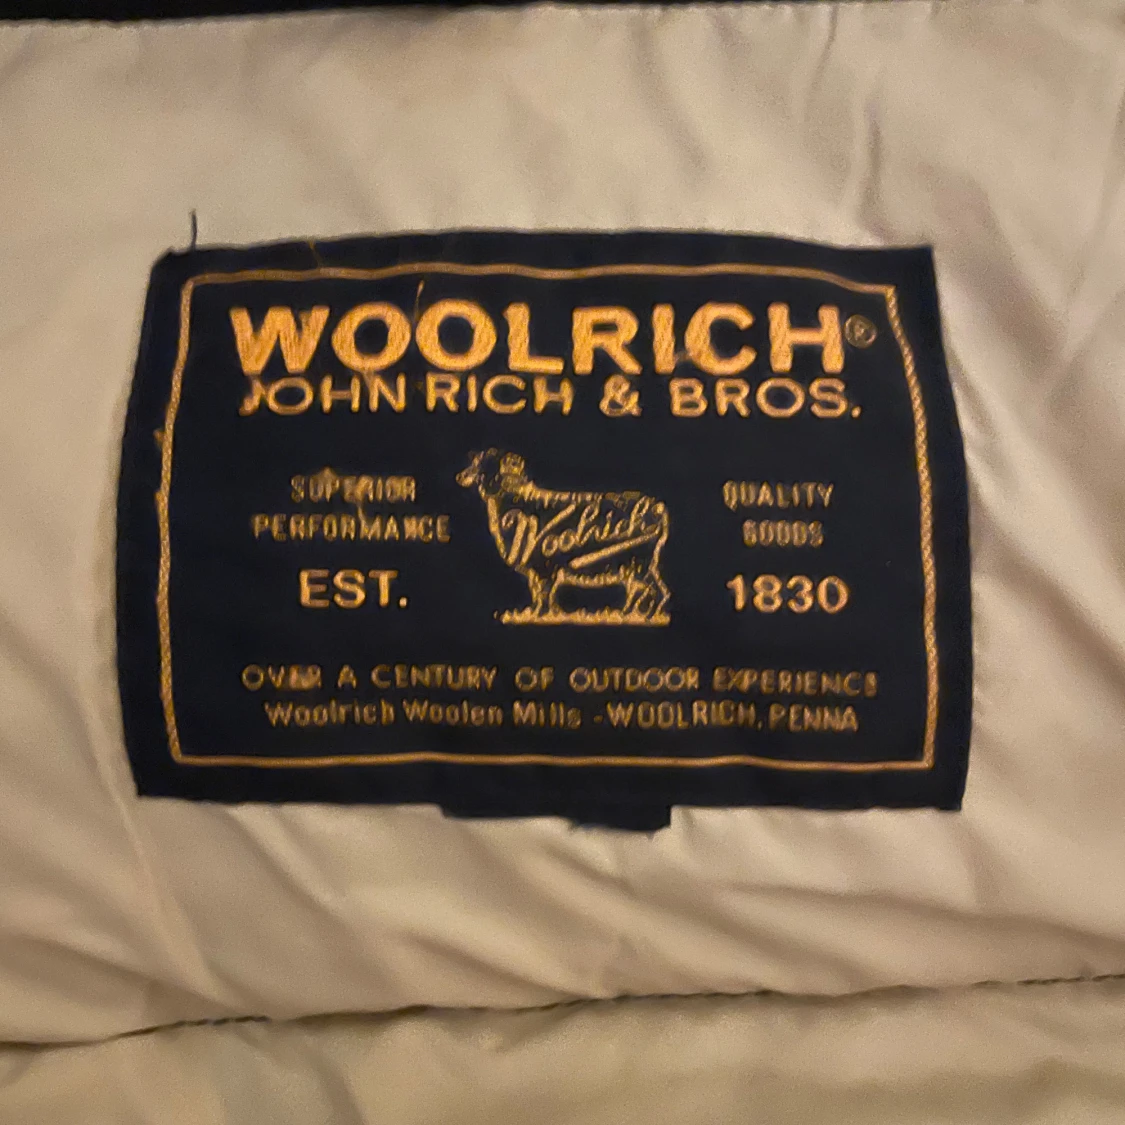 WOOLRICH®
JOHN RICH & BROS.
SUPERIOR
PERFORMANCE
EST.
Woolrich
QUALITY
GOODS
1830
OVER A CENTURY OF OUTDOOR EXPERIENCE
Woolrich Woolen Mills - WOOLRICH, PENNA